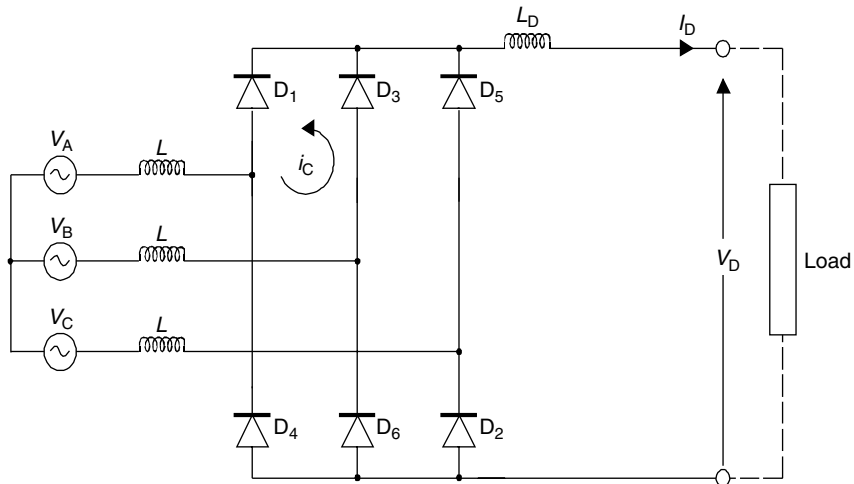 L_D
I_D
D_1
D_3
D_5
V_A
L
i_C
V_B
L
V_D
Load
V_C
L
D_4
D_6
D_2